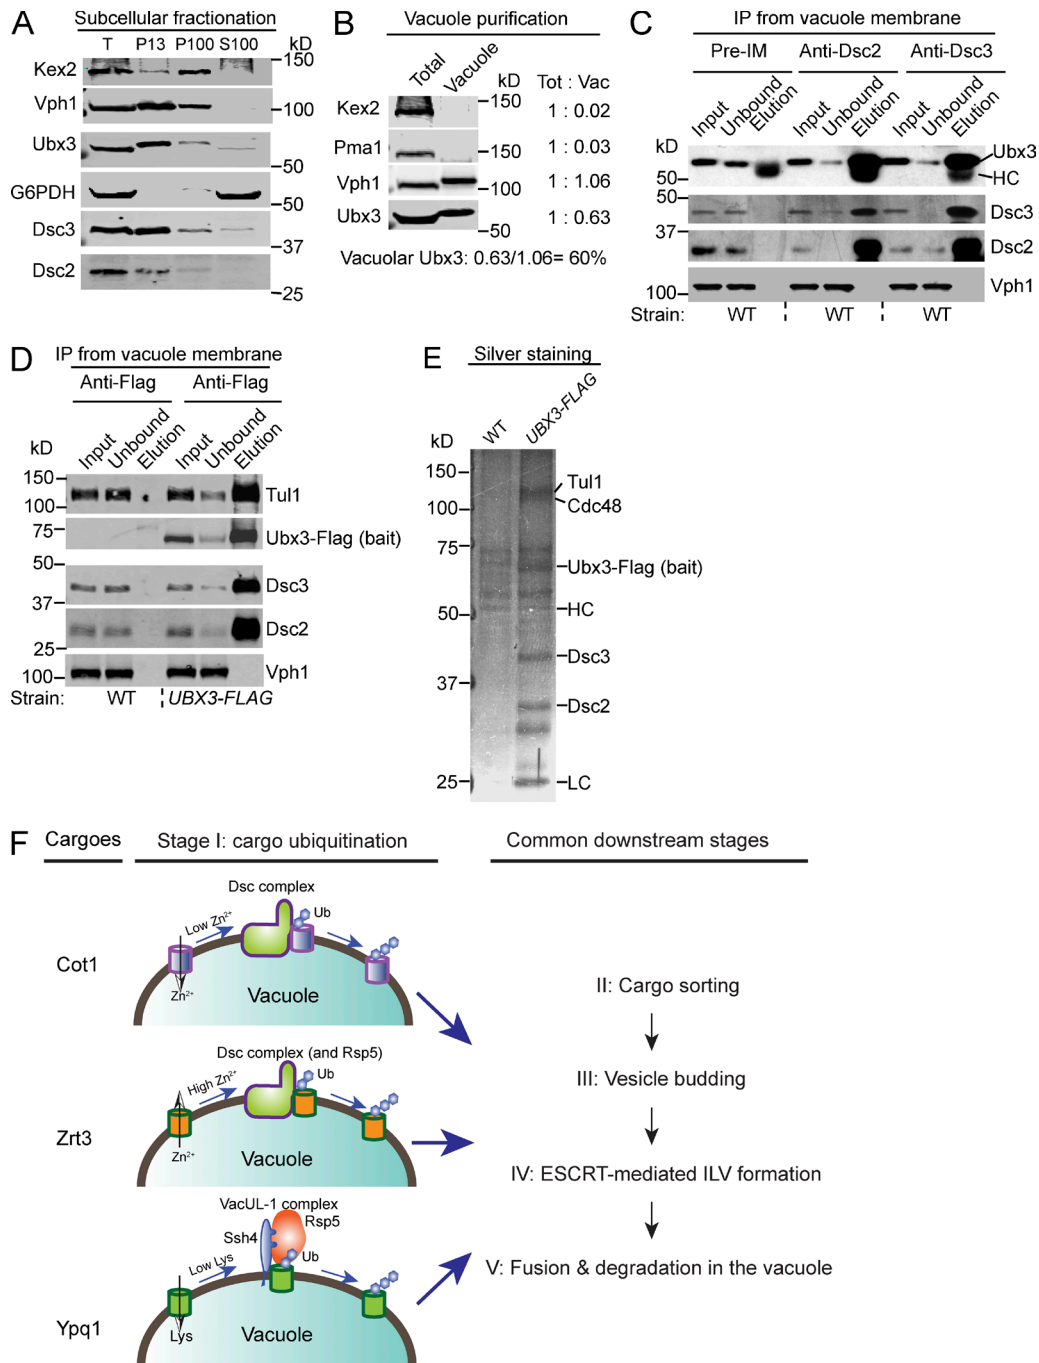 A
Subcellular fractionation
T P13 P100 S100 kD
Kex2 150
Vph1 100
Ubx3 50
G6PDH 50
Dsc3 37
Dsc2 25
B
Vacuole purification
Total Vacuole kD Tot : Vac
Kex2 150 1 : 0.02
Pma1 150 1 : 0.03
Vph1 100 1 : 1.06
Ubx3 50 1 : 0.63
Vacuolar Ubx3: 0.63/1.06= 60%
C
IP from vacuole membrane
Pre-IM Anti-Dsc2 Anti-Dsc3
Input Unbound Elution Input Unbound Elution Input Unbound Elution
kD
Ubx3
50 HC
Dsc3
37
Dsc2
100 Vph1
Strain: WT WT WT
D
IP from vacuole membrane
Anti-Flag Anti-Flag
Input Unbound Elution Input Unbound Elution
kD
150
Tul1
100
75
Ubx3-Flag (bait)
50
Dsc3
37
Dsc2
25
100 Vph1
Strain: WT UBX3-FLAG
E
Silver staining
kD WT UBX3-FLAG
150
Tul1
100 Cdc48
75
Ubx3-Flag (bait)
50 HC
Dsc3
37
Dsc2
25 LC
F
Cargoes Stage I: cargo ubiquitination Common downstream stages
Dsc complex
Low Zn2+ Ub
Cot1
Zn2+
Vacuole
Dsc complex (and Rsp5)
High Zn2+ Ub
Zrt3
Zn2+
Vacuole
VacUL-1 complex
Rsp5
Ssh4
Low Lys Ub
Ypq1
Lys
Vacuole
II: Cargo sorting
III: Vesicle budding
IV: ESCRT-mediated ILV formation
V: Fusion & degradation in the vacuole